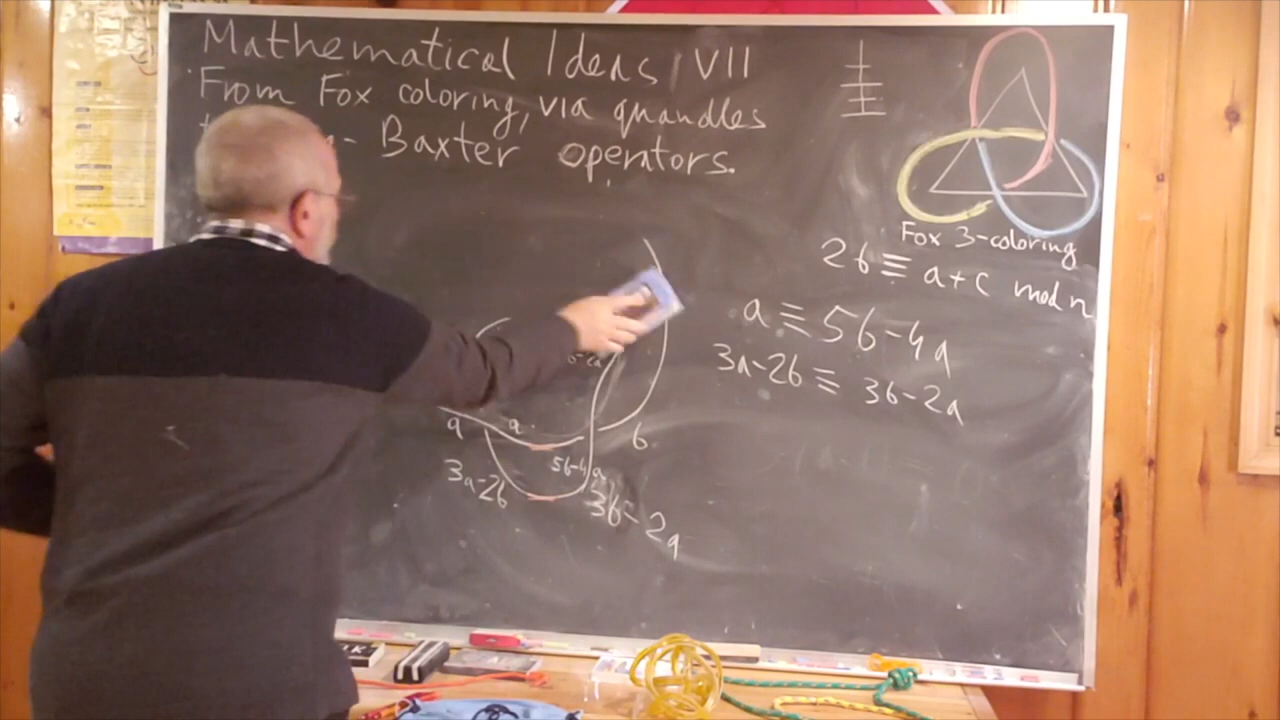 Mathematical Ideas VII
From Fox coloring, via quandles
- Baxter operators.
Fox 3-coloring
2b ≡ a+c mod n
a ≡ 5b-4a
3a-2b ≡ 3b-2a
a a b
3a-2b 5b-4a 3b-2a